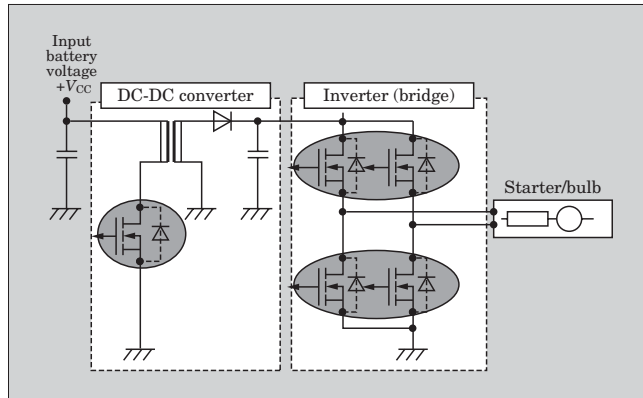 Input
battery
voltage
+VCC
DC-DC converter
Inverter (bridge)
Starter/bulb